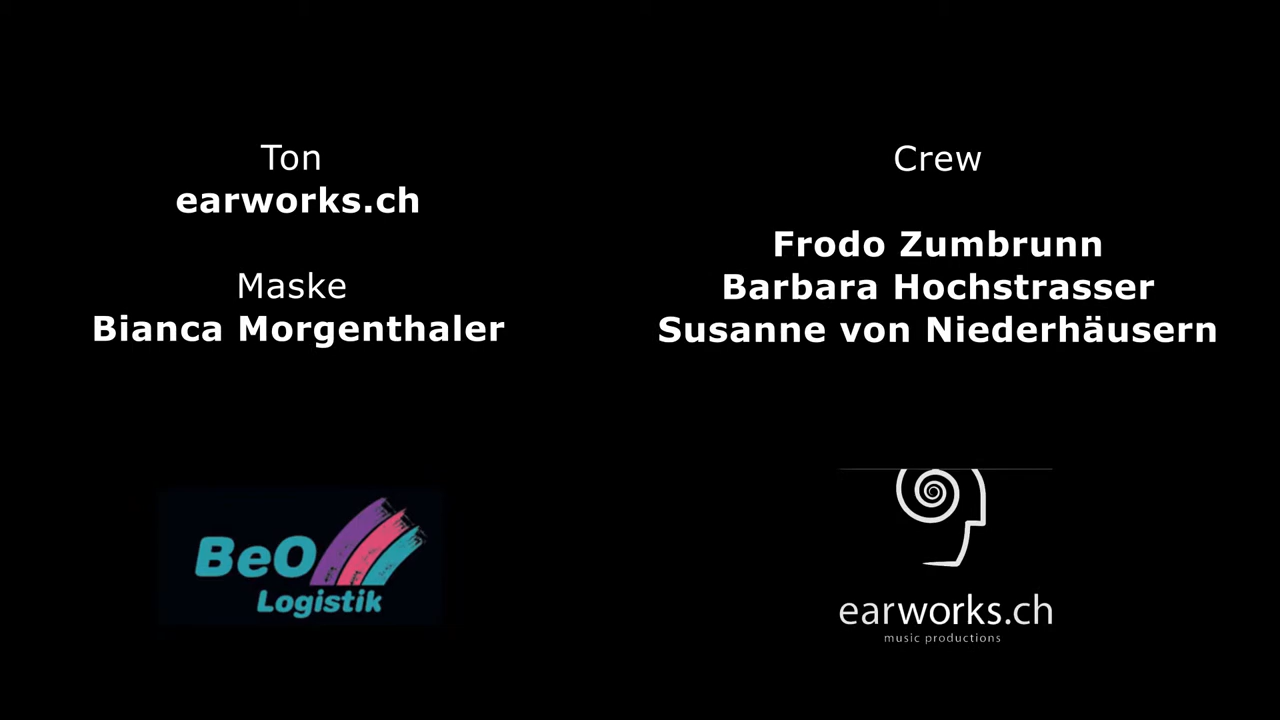 Ton
earworks.ch
Maske
Bianca Morgenthaler
Crew
Frodo Zumbrunn
Barbara Hochstrasser
Susanne von Niederhäusern
BeO
Logistik
earworks.ch
music productions